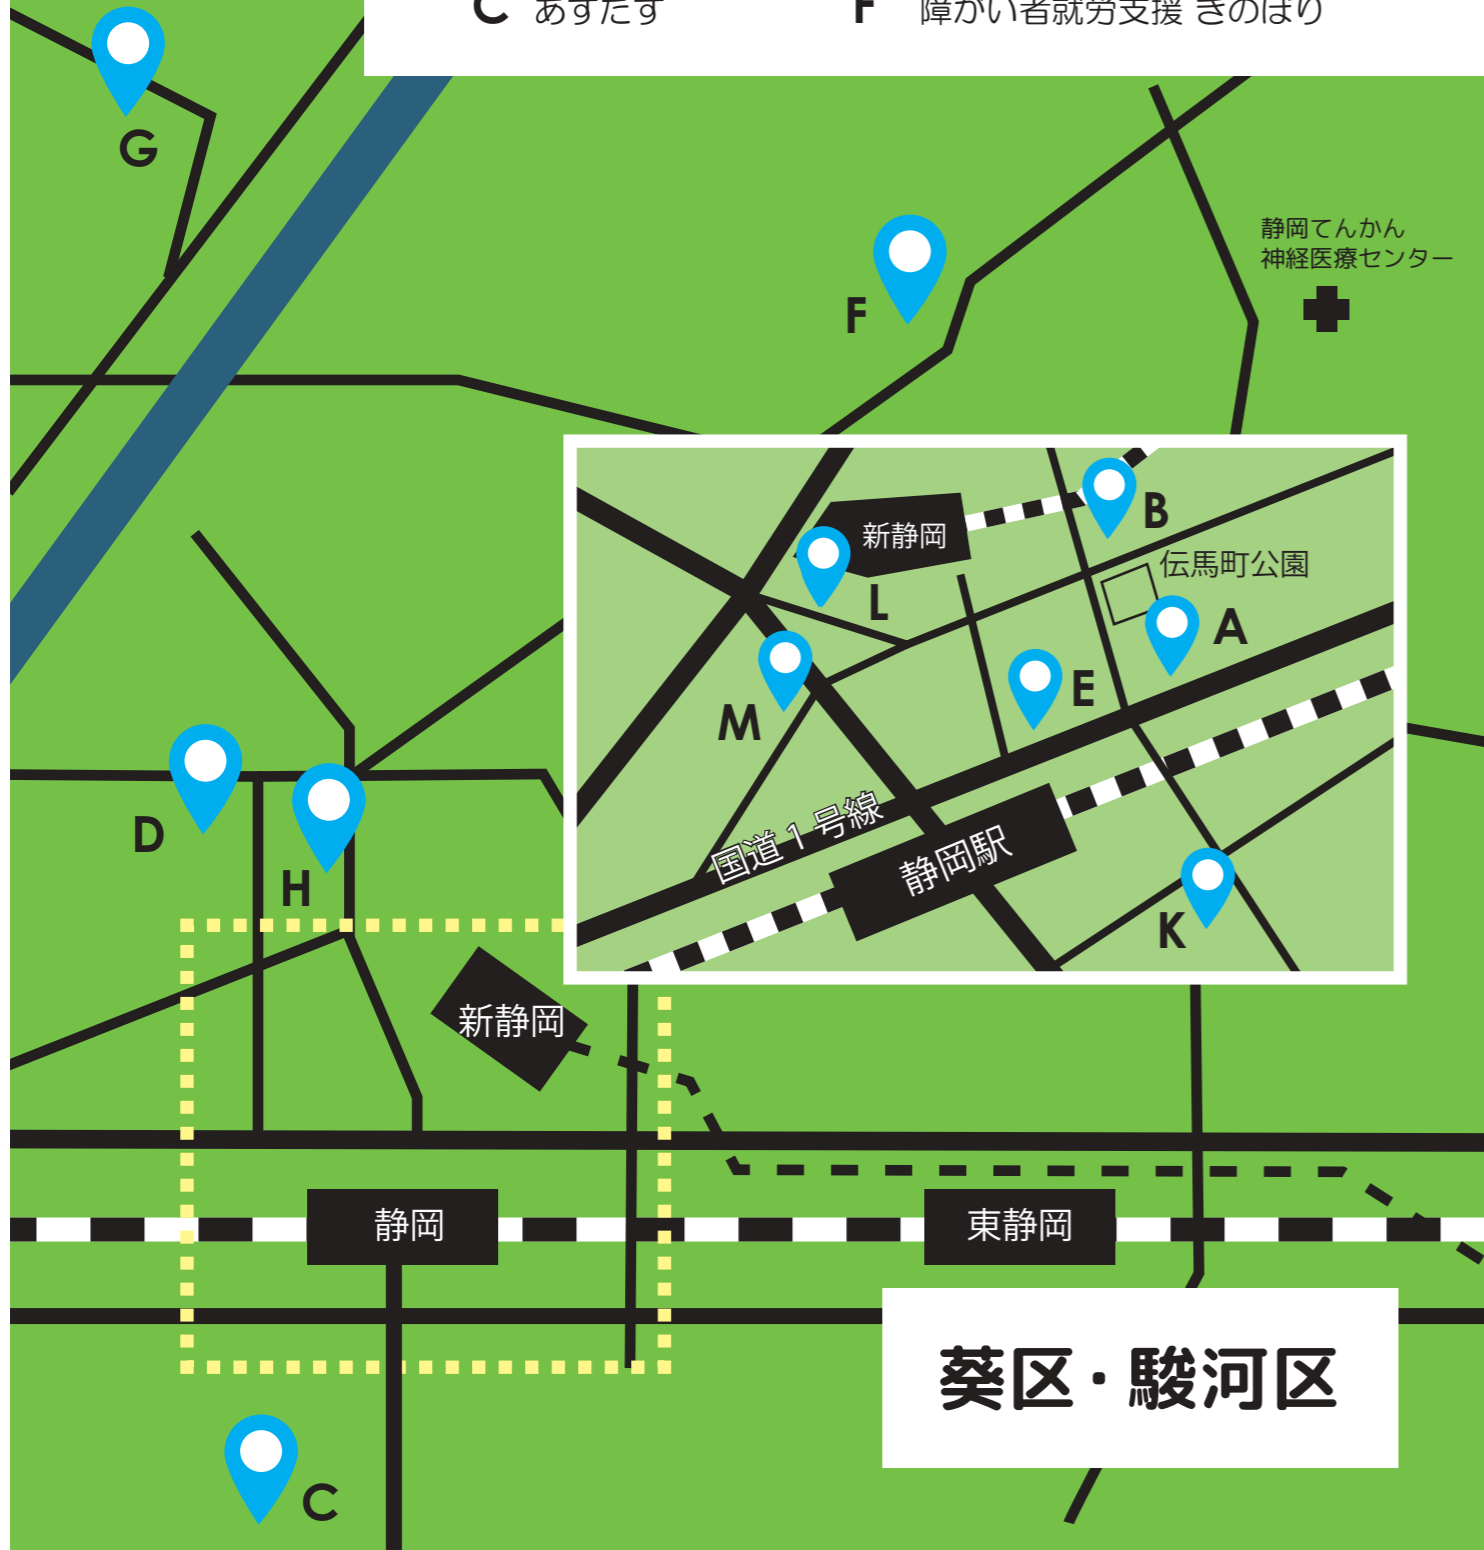 C あすたす F 障がい者就労支援 きのぼり
G
静岡てんかん
神経医療センター
F
B
新静岡
伝馬町公園
L
A
E
M
国道1号線
静岡駅
D
H
K
新静岡
静岡
東静岡
葵区・駿河区
C